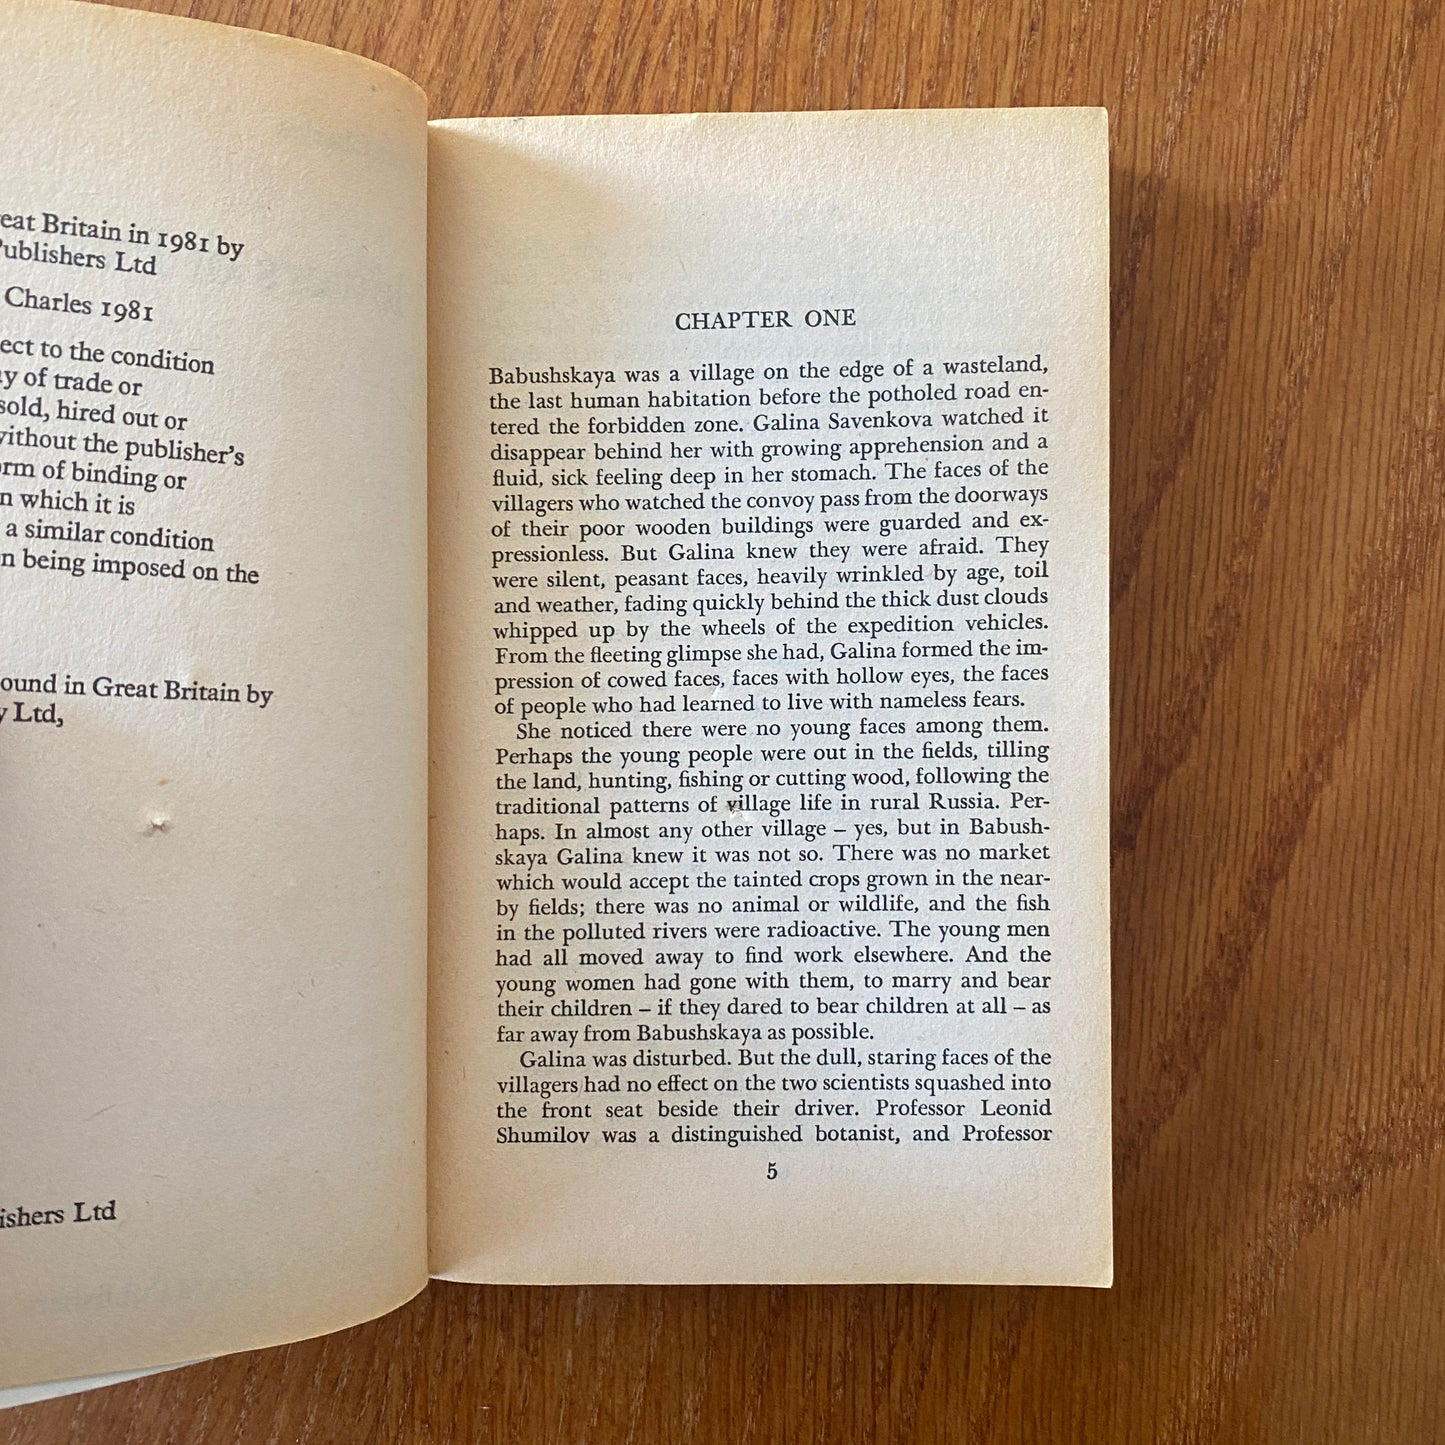 eat Britain in 1981 by
Publishers Ltd
Charles 1981
ect to the condition
y of trade or
sold, hired out or
without the publisher's
orm of binding or
n which it is
a similar condition
n being imposed on the
ound in Great Britain by
y Ltd,
ishers Ltd
CHAPTER ONE
Babushskaya was a village on the edge of a wasteland,
the last human habitation before the potholed road en-
tered the forbidden zone. Galina Savenkova watched it
disappear behind her with growing apprehension and a
fluid, sick feeling deep in her stomach. The faces of the
villagers who watched the convoy pass from the doorways
of their poor wooden buildings were guarded and ex-
pressionless. But Galina knew they were afraid. They
were silent, peasant faces, heavily wrinkled by age, toil
and weather, fading quickly behind the thick dust clouds
whipped up by the wheels of the expedition vehicles.
From the fleeting glimpse she had, Galina formed the im-
pression of cowed faces, faces with hollow eyes, the faces
of people who had learned to live with nameless fears.
She noticed there were no young faces among them.
Perhaps the young people were out in the fields, tilling
the land, hunting, fishing or cutting wood, following the
traditional patterns of village life in rural Russia. Per-
haps. In almost any other village – yes, but in Babush-
skaya Galina knew it was not so. There was no market
which would accept the tainted crops grown in the near-
by fields; there was no animal or wildlife, and the fish
in the polluted rivers were radioactive. The young men
had all moved away to find work elsewhere. And the
young women had gone with them, to marry and bear
their children – if they dared to bear children at all – as
far away from Babushskaya as possible.
Galina was disturbed. But the dull, staring faces of the
villagers had no effect on the two scientists squashed into
the front seat beside their driver. Professor Leonid
Shumilov was a distinguished botanist, and Professor
5